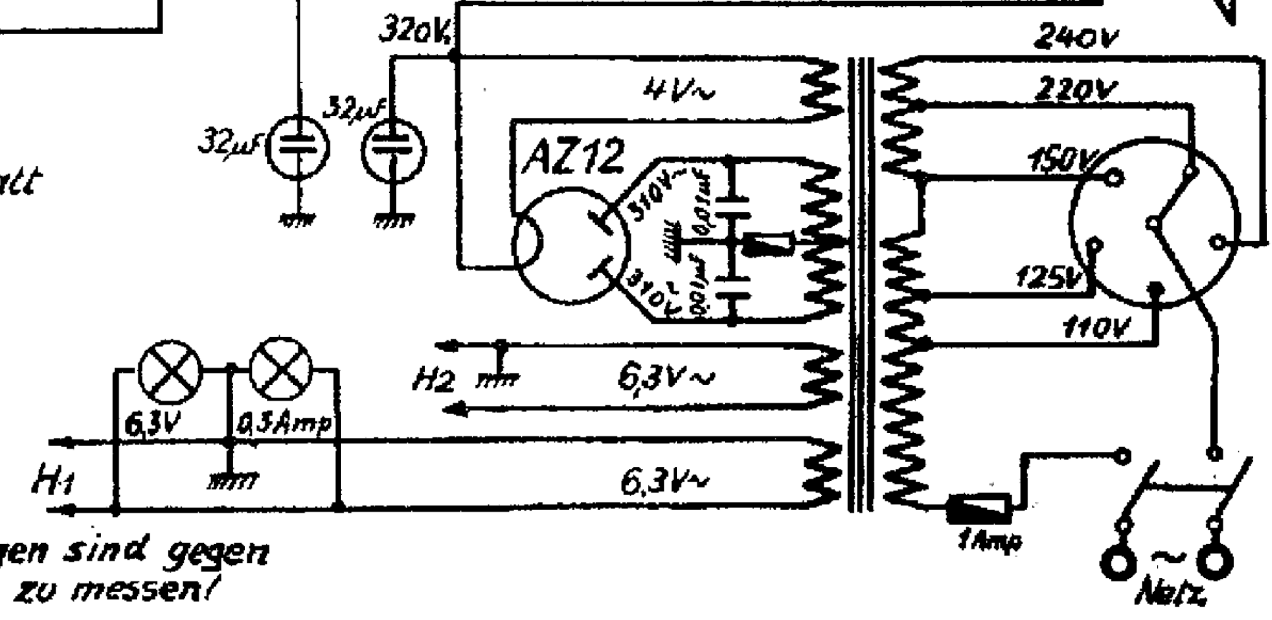 320V.
240V
4V~
220V
32µF
32µF
AZ12
150V
310V~
0,01µF
310V~
0,01µF
125V
110V
H2
6,3V~
6,3V
0,3Amp
H1
6,3V~
1Amp
Netz.
~
sind gegen
zu messen!